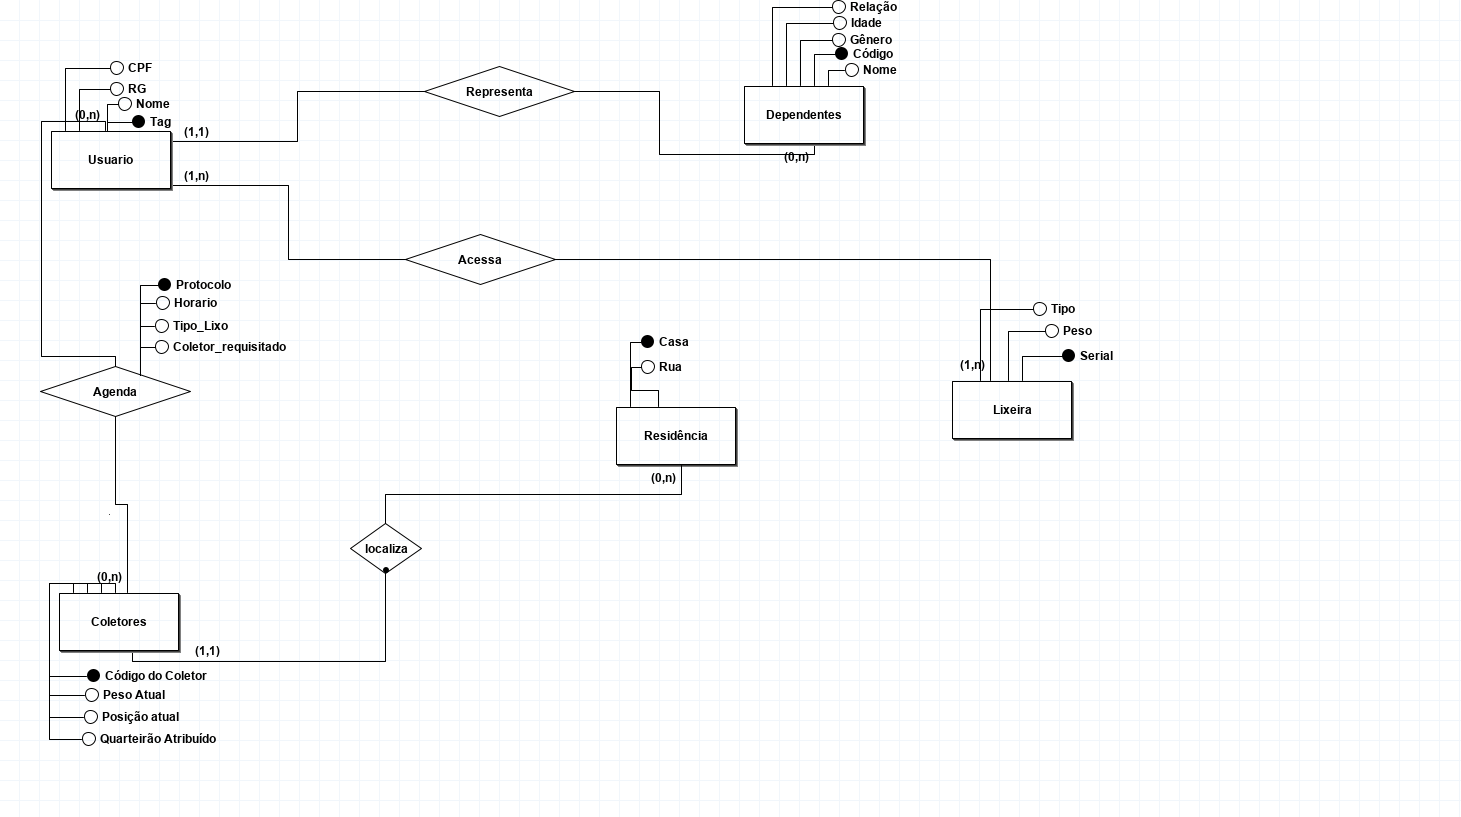 Relação
Idade
Gênero
Código
Nome
Dependentes
(0,n)
Representa
CPF
RG
Nome
(0,n)
Tag
(1,1)
Usuario
(1,n)
Acessa
Protocolo
Horario
Tipo_Lixo
Coletor_requisitado
Agenda
Tipo
Peso
Serial
(1,n)
Lixeira
Casa
Rua
Residência
(0,n)
localiza
(0,n)
Coletores
(1,1)
Código do Coletor
Peso Atual
Posição atual
Quarteirão Atribuído